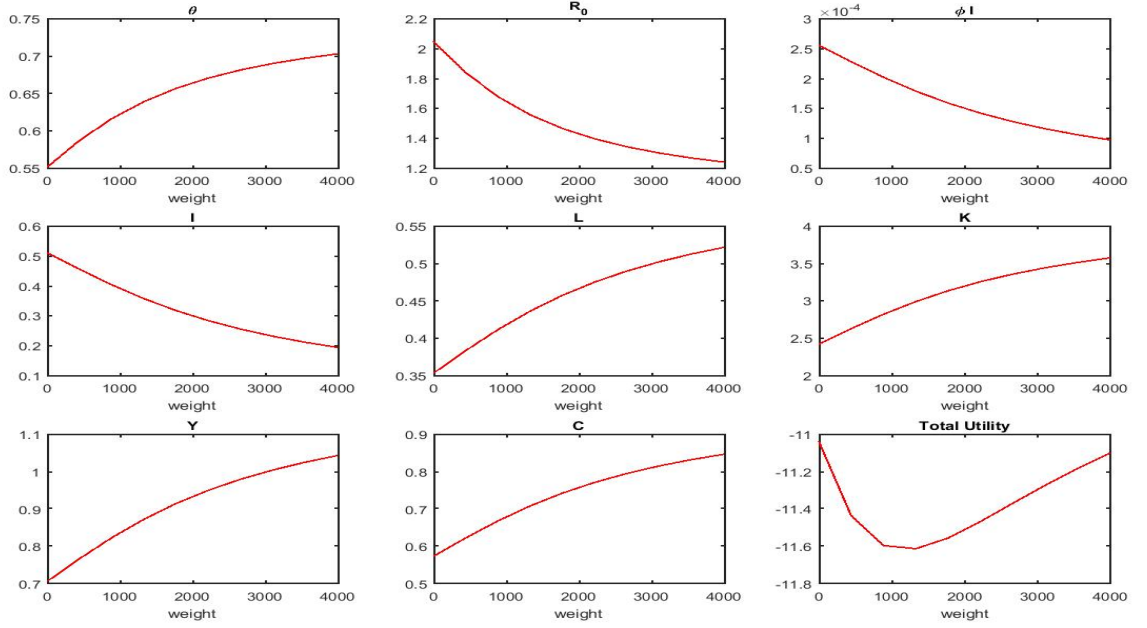 θ
0.75
0.7
0.65
0.6
0.55
0 1000 2000 3000 4000
weight
R₀
2.2
2
1.8
1.6
1.4
1.2
0 1000 2000 3000 4000
weight
×10⁻⁴
ϕ I
3
2.5
2
1.5
1
0.5
0 1000 2000 3000 4000
weight
I
0.6
0.5
0.4
0.3
0.2
0.1
0 1000 2000 3000 4000
weight
L
0.55
0.5
0.45
0.4
0.35
0 1000 2000 3000 4000
weight
K
4
3.5
3
2.5
2
0 1000 2000 3000 4000
weight
Y
1.1
1
0.9
0.8
0.7
0 1000 2000 3000 4000
weight
C
0.9
0.8
0.7
0.6
0.5
0 1000 2000 3000 4000
weight
Total Utility
-11
-11.2
-11.4
-11.6
-11.8
0 1000 2000 3000 4000
weight